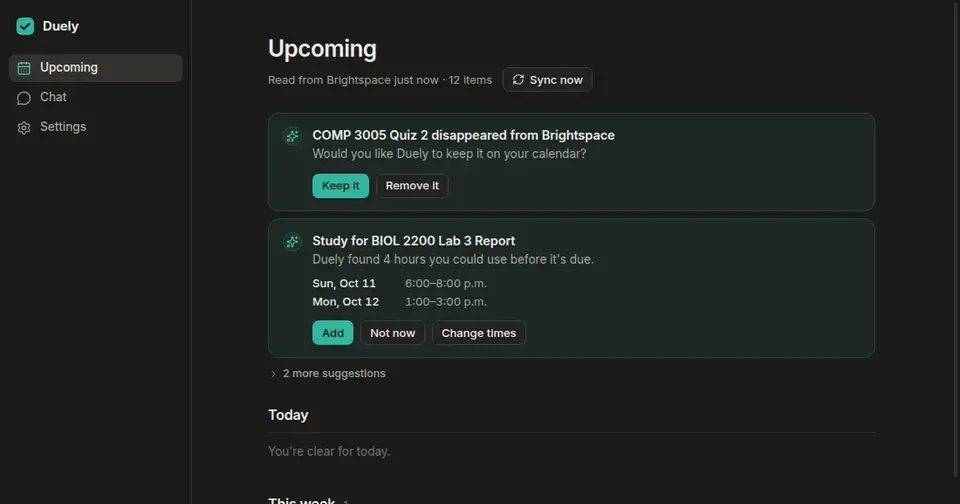 Duely
Upcoming
Chat
Settings
Upcoming
Read from Brightspace just now · 12 items
Sync now
COMP 3005 Quiz 2 disappeared from Brightspace
Would you like Duely to keep it on your calendar?
Keep it
Remove it
Study for BIOL 2200 Lab 3 Report
Duely found 4 hours you could use before it's due.
Sun, Oct 11 6:00–8:00 p.m.
Mon, Oct 12 1:00–3:00 p.m.
Add
Not now
Change times
2 more suggestions
Today
You're clear for today.
This week